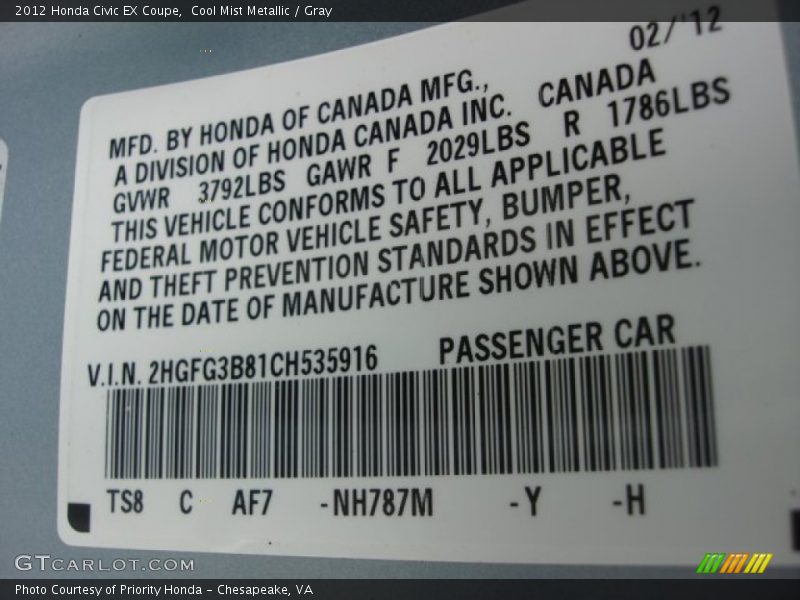 2012 Honda Civic EX Coupe,  Cool Mist Metallic / Gray
02/'12
MFD. BY HONDA OF CANADA MFG.,
A DIVISION OF HONDA CANADA INC. CANADA
GVWR 3792LBS GAWR F 2029LBS R 1786LBS
THIS VEHICLE CONFORMS TO ALL APPLICABLE
FEDERAL MOTOR VEHICLE SAFETY, BUMPER,
AND THEFT PREVENTION STANDARDS IN EFFECT
ON THE DATE OF MANUFACTURE SHOWN ABOVE.
V.I.N. 2HGFG3B81CH535916 PASSENGER CAR
TS8 C AF7 -NH787M -Y -H
GTCARLOT.COM
Photo Courtesy of Priority Honda - Chesapeake, VA